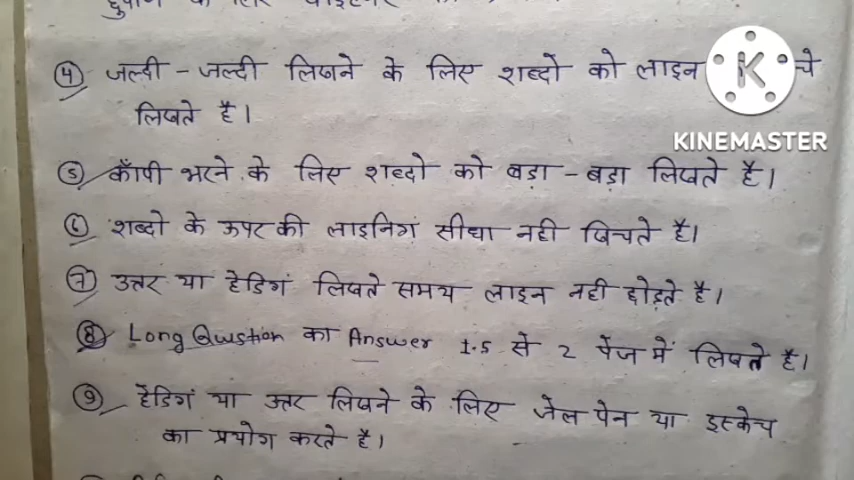 ④ जल्दी - जल्दी लिखने के लिए शब्दो को लाइन चे
लिखते है।
⑤ कॉंपी भरने के लिए शब्दो को बड़ा - बड़ा लिखते है।
⑥ शब्दो के ऊपर की लाइनिगं सीधा नही खिचते है।
⑦ उत्तर या हेडिगं लिखते समय लाइन नही छोड़ते है।
⑧ Long Qustion का Answer 1.5 से 2 पेज में लिखते है।
⑨ हैडिगं या उत्तर लिखने के लिए जेल पेन या इस्केच
का प्रयोग करते है।
KINEMASTER